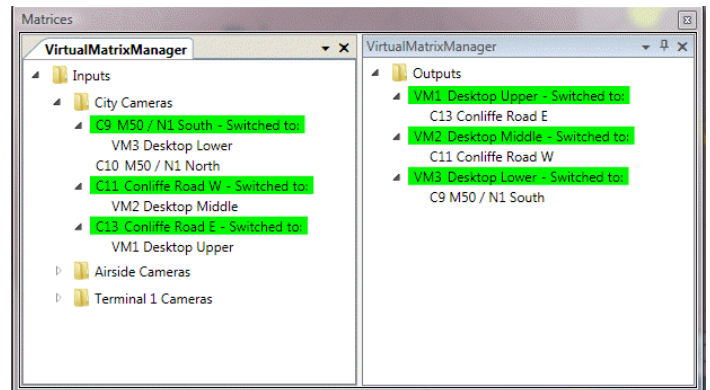 Matrices
VirtualMatrixManager
Inputs
City Cameras
C9 M50 / N1 South - Switched to:
VM3 Desktop Lower
C10 M50 / N1 North
C11 Conliffe Road W - Switched to:
VM2 Desktop Middle
C13 Conliffe Road E - Switched to:
VM1 Desktop Upper
Airside Cameras
Terminal 1 Cameras
VirtualMatrixManager
Outputs
VM1 Desktop Upper - Switched to:
C13 Conliffe Road E
VM2 Desktop Middle - Switched to:
C11 Conliffe Road W
VM3 Desktop Lower - Switched to:
C9 M50 / N1 South